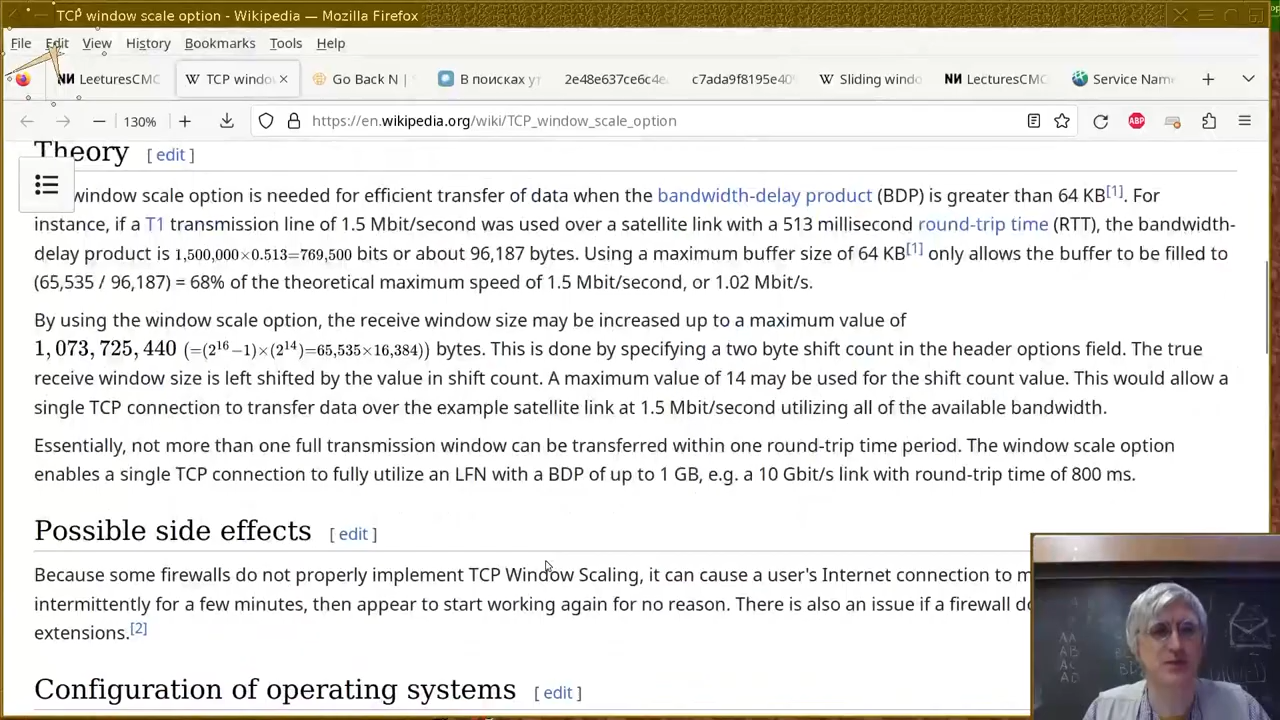 TCP window scale option - Wikipedia — Mozilla Firefox
File Edit View History Bookmarks Tools Help
LecturesCMC
TCP windo
Go Back N | S
В поисках ут
2e48e637ce6c4e
c7ada9f8195e40
Sliding windo
LecturesCMC
Service Nam
130%
https://en.wikipedia.org/wiki/TCP_window_scale_option
ABP
Theory [ edit ]
window scale option is needed for efficient transfer of data when the bandwidth-delay product (BDP) is greater than 64 KB[1]. For
instance, if a T1 transmission line of 1.5 Mbit/second was used over a satellite link with a 513 millisecond round-trip time (RTT), the bandwidth-
delay product is 1,500,000×0.513=769,500 bits or about 96,187 bytes. Using a maximum buffer size of 64 KB[1] only allows the buffer to be filled to
(65,535 / 96,187) = 68% of the theoretical maximum speed of 1.5 Mbit/second, or 1.02 Mbit/s.
By using the window scale option, the receive window size may be increased up to a maximum value of
1,073,725,440 (=(2^16−1)×(2^14)=65,535×16,384)) bytes. This is done by specifying a two byte shift count in the header options field. The true
receive window size is left shifted by the value in shift count. A maximum value of 14 may be used for the shift count value. This would allow a
single TCP connection to transfer data over the example satellite link at 1.5 Mbit/second utilizing all of the available bandwidth.
Essentially, not more than one full transmission window can be transferred within one round-trip time period. The window scale option
enables a single TCP connection to fully utilize an LFN with a BDP of up to 1 GB, e.g. a 10 Gbit/s link with round-trip time of 800 ms.
Possible side effects [ edit ]
Because some firewalls do not properly implement TCP Window Scaling, it can cause a user's Internet connection to m
intermittently for a few minutes, then appear to start working again for no reason. There is also an issue if a firewall do
extensions.[2]
Configuration of operating systems [ edit ]
AA
AB
AC
AD